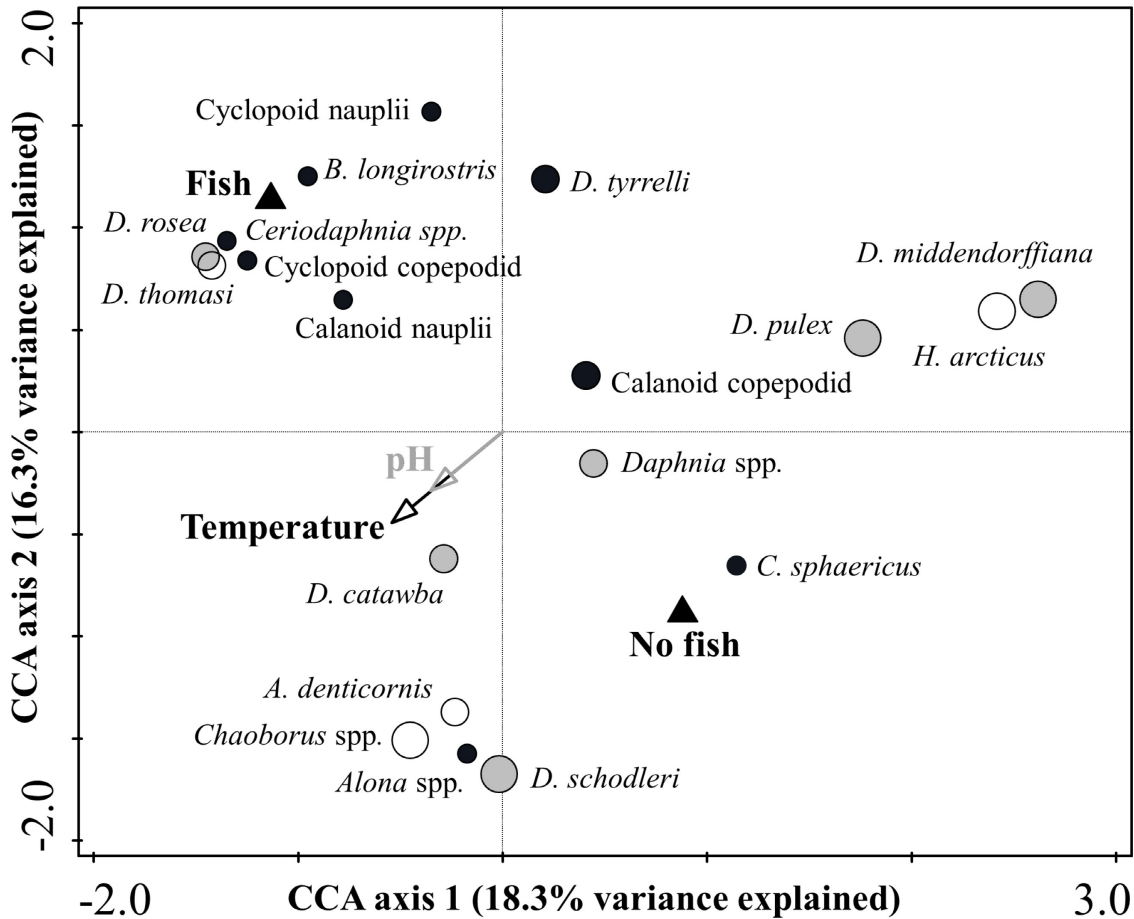 2.0
Cyclopoid nauplii
B. longirostris
Fish
D. tyrrelli
D. rosea
Ceriodaphnia spp.
Cyclopoid copepodid
D. thomasi
Calanoid nauplii
D. middendorffiana
D. pulex
H. arcticus
Calanoid copepodid
pH
Daphnia spp.
Temperature
C. sphaericus
D. catawba
No fish
A. denticornis
Chaoborus spp.
Alona spp.
D. schodleri
CCA axis 2 (16.3% variance explained)
-2.0
-2.0
CCA axis 1 (18.3% variance explained)
3.0